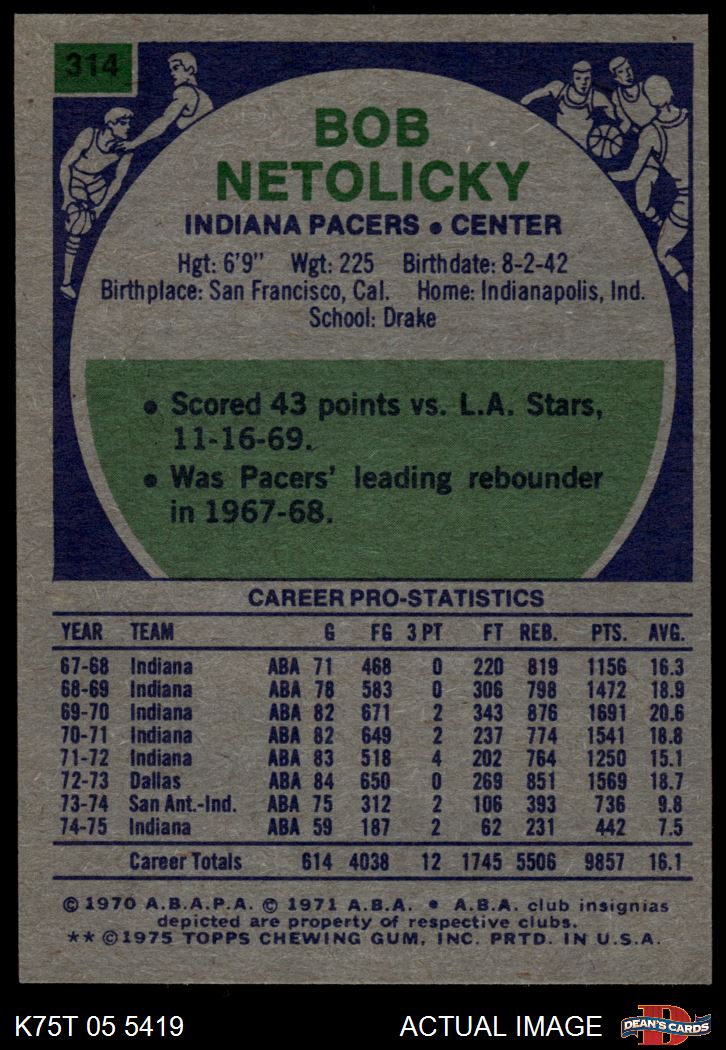 314
BOB
NETOLICKY
INDIANA PACERS • CENTER
Hgt: 6'9" Wgt: 225 Birthdate: 8-2-42
Birthplace: San Francisco, Cal. Home: Indianapolis, Ind.
School: Drake
• Scored 43 points vs. L.A. Stars,
11-16-69.
• Was Pacers' leading rebounder
in 1967-68.
CAREER PRO-STATISTICS
YEAR TEAM G FG 3 PT FT REB. PTS. AVG.
67-68 Indiana ABA 71 468 0 220 819 1156 16.3
68-69 Indiana ABA 78 583 0 306 798 1472 18.9
69-70 Indiana ABA 82 671 2 343 876 1691 20.6
70-71 Indiana ABA 82 649 2 237 774 1541 18.8
71-72 Indiana ABA 83 518 4 202 764 1250 15.1
72-73 Dallas ABA 84 650 0 269 851 1569 18.7
73-74 San Ant.-Ind. ABA 75 312 2 106 393 736 9.8
74-75 Indiana ABA 59 187 2 62 231 442 7.5
Career Totals 614 4038 12 1745 5506 9857 16.1
© 1970 A.B.A.P.A. © 1971 A.B.A. • A.B.A. club insignias
depicted are property of respective clubs.
** ©1975 TOPPS CHEWING GUM, INC. PRTD. IN U.S.A.
K75T 05 5419 ACTUAL IMAGE D DEAN'S CARDS